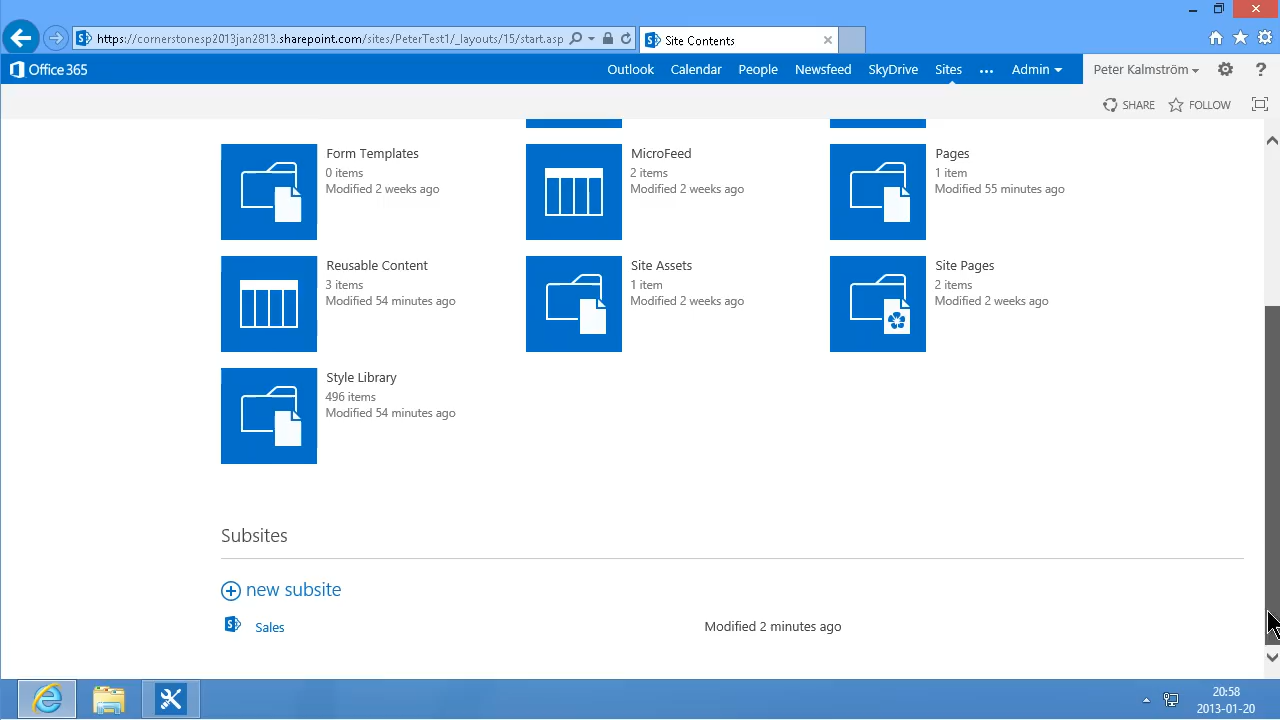 https://cornerstonesp2013jan2813.sharepoint.com/sites/PeterTest1/_layouts/15/start.asp
Site Contents
Office 365
Outlook
Calendar
People
Newsfeed
SkyDrive
Sites
...
Admin
Peter Kalmström
?
SHARE
FOLLOW
Form Templates
0 items
Modified 2 weeks ago
MicroFeed
2 items
Modified 2 weeks ago
Pages
1 item
Modified 55 minutes ago
Reusable Content
3 items
Modified 54 minutes ago
Site Assets
1 item
Modified 2 weeks ago
Site Pages
2 items
Modified 2 weeks ago
Style Library
496 items
Modified 54 minutes ago
Subsites
new subsite
Sales
Modified 2 minutes ago
20:58
2013-01-20